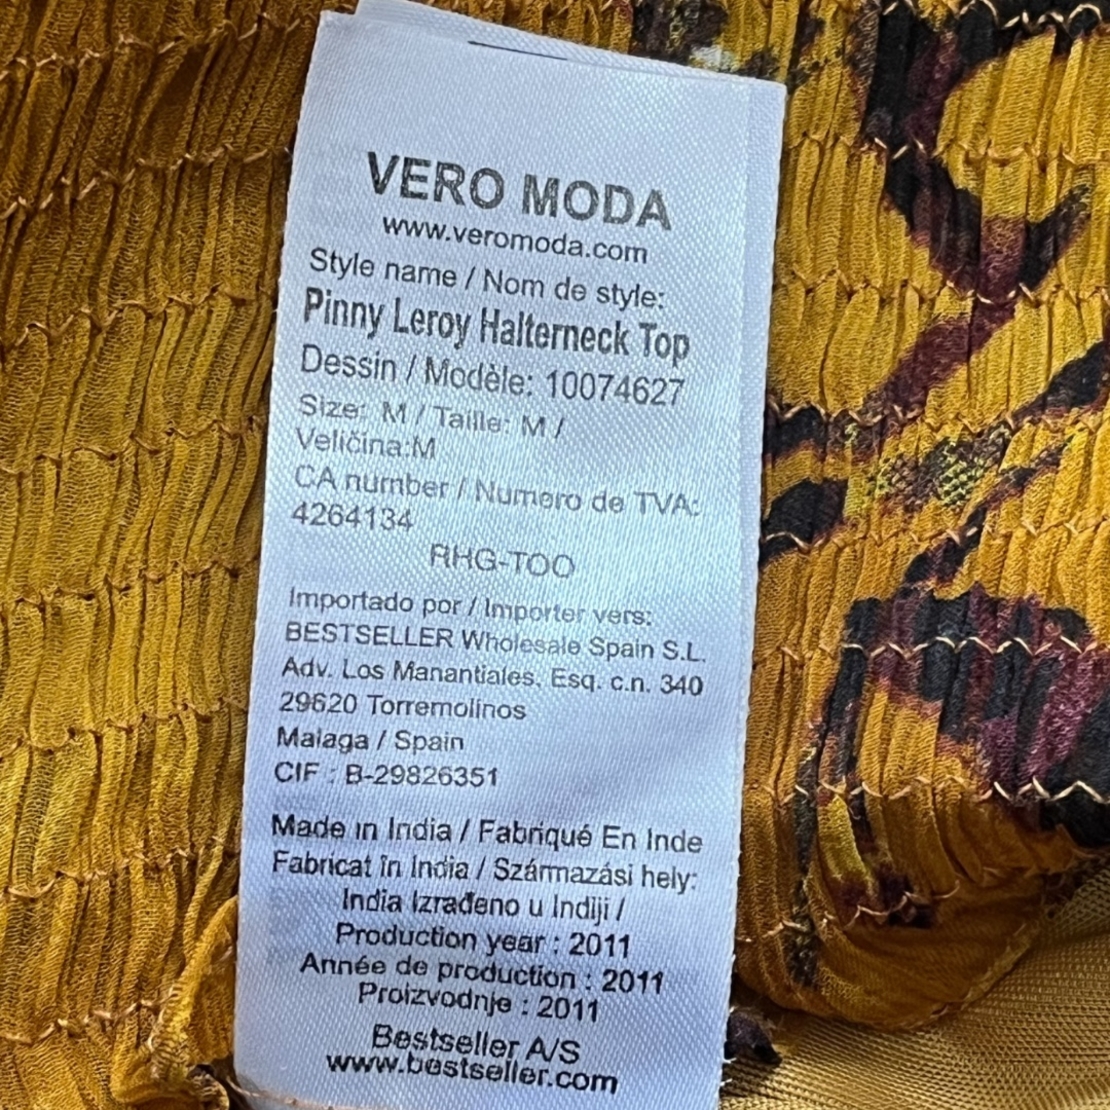 VERO MODA
www.veromoda.com
Style name / Nom de style:
Pinny Leroy Halterneck Top
Dessin / Modèle: 10074627
Size: M / Taille: M /
Veličina:M
CA number / Numero de TVA:
4264134
RHG-TOO
Importado por / Importer vers:
BESTSELLER Wholesale Spain S.L.
Adv. Los Manantiales. Esq. c.n. 340
29620 Torremolinos
Malaga / Spain
CIF : B-29826351
Made in India / Fabriqué En Inde
Fabricat în India / Származási hely:
India Izrađeno u Indiji /
Production year : 2011
Année de production : 2011
Proizvodnje : 2011
Bestseller A/S
www.bestseller.com